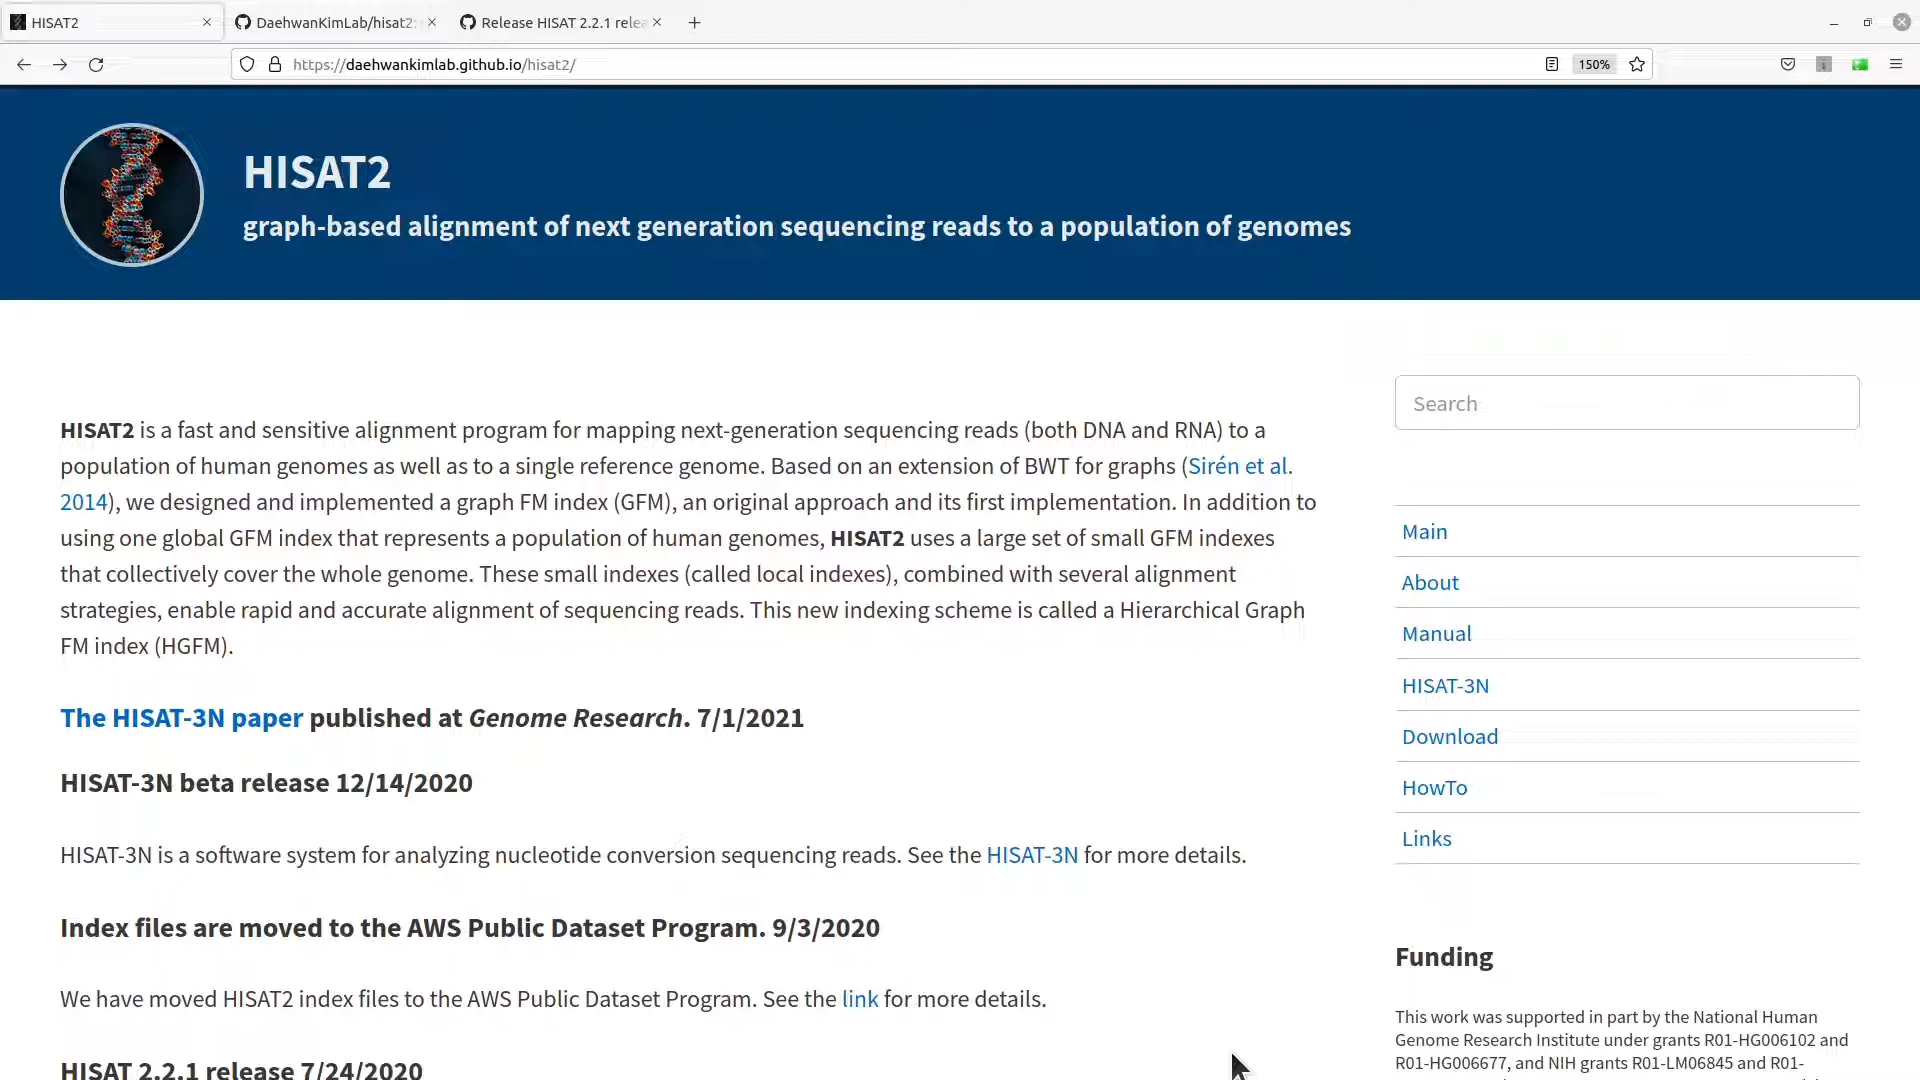 HISAT2
DaehwanKimLab/hisat2:
Release HISAT 2.2.1 relea
https://daehwankimlab.github.io/hisat2/
150%
HISAT2
graph-based alignment of next generation sequencing reads to a population of genomes
HISAT2 is a fast and sensitive alignment program for mapping next-generation sequencing reads (both DNA and RNA) to a
population of human genomes as well as to a single reference genome. Based on an extension of BWT for graphs (Sirén et al.
2014), we designed and implemented a graph FM index (GFM), an original approach and its first implementation. In addition to
using one global GFM index that represents a population of human genomes, HISAT2 uses a large set of small GFM indexes
that collectively cover the whole genome. These small indexes (called local indexes), combined with several alignment
strategies, enable rapid and accurate alignment of sequencing reads. This new indexing scheme is called a Hierarchical Graph
FM index (HGFM).
The HISAT-3N paper published at Genome Research. 7/1/2021
HISAT-3N beta release 12/14/2020
HISAT-3N is a software system for analyzing nucleotide conversion sequencing reads. See the HISAT-3N for more details.
Index files are moved to the AWS Public Dataset Program. 9/3/2020
We have moved HISAT2 index files to the AWS Public Dataset Program. See the link for more details.
HISAT 2.2.1 release 7/24/2020
Search
Main
About
Manual
HISAT-3N
Download
HowTo
Links
Funding
This work was supported in part by the National Human
Genome Research Institute under grants R01-HG006102 and
R01-HG006677, and NIH grants R01-LM06845 and R01-